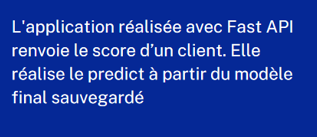 L'application réalisée avec Fast API
renvoie le score d’un client. Elle
réalise le predict à partir du modèle
final sauvegardé